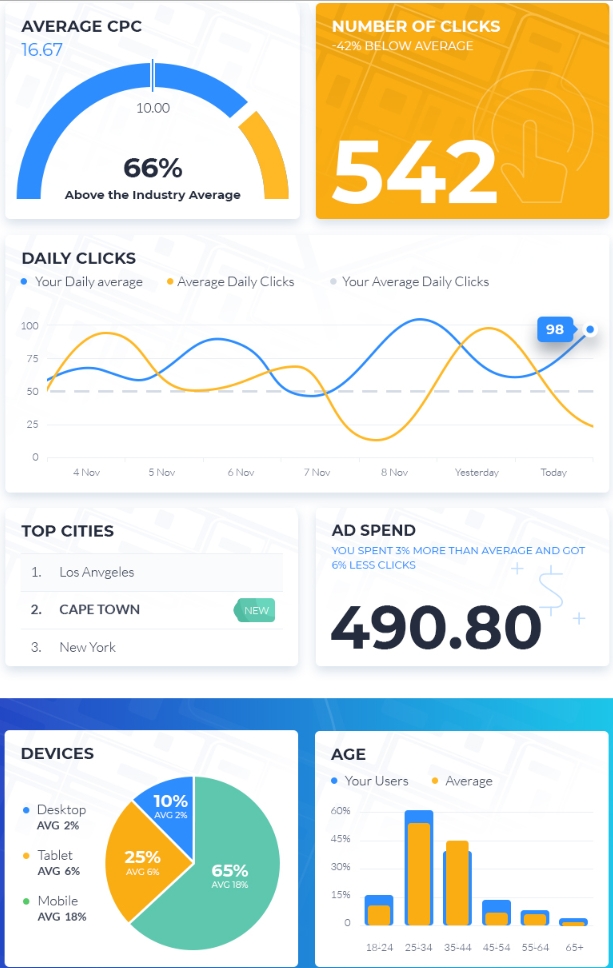 AVERAGE CPC
16.67
10.00
66%
Above the Industry Average
NUMBER OF CLICKS
-42% BELOW AVERAGE
542
DAILY CLICKS
Your Daily average
Average Daily Clicks
Your Average Daily Clicks
98
100
75
50
25
0
4 Nov
5 Nov
6 Nov
7 Nov
8 Nov
Yesterday
Today
TOP CITIES
1. Los Anvgeles
2. CAPE TOWN
NEW
3. New York
AD SPEND
YOU SPENT 3% MORE THAN AVERAGE AND GOT
6% LESS CLICKS
$
490.80
DEVICES
Desktop
AVG 2%
Tablet
AVG 6%
Mobile
AVG 18%
10%
AVG 2%
25%
AVG 6%
65%
AVG 18%
AGE
Your Users
Average
60%
45%
30%
15%
0
18-24
25-34
35-44
45-54
55-64
65+